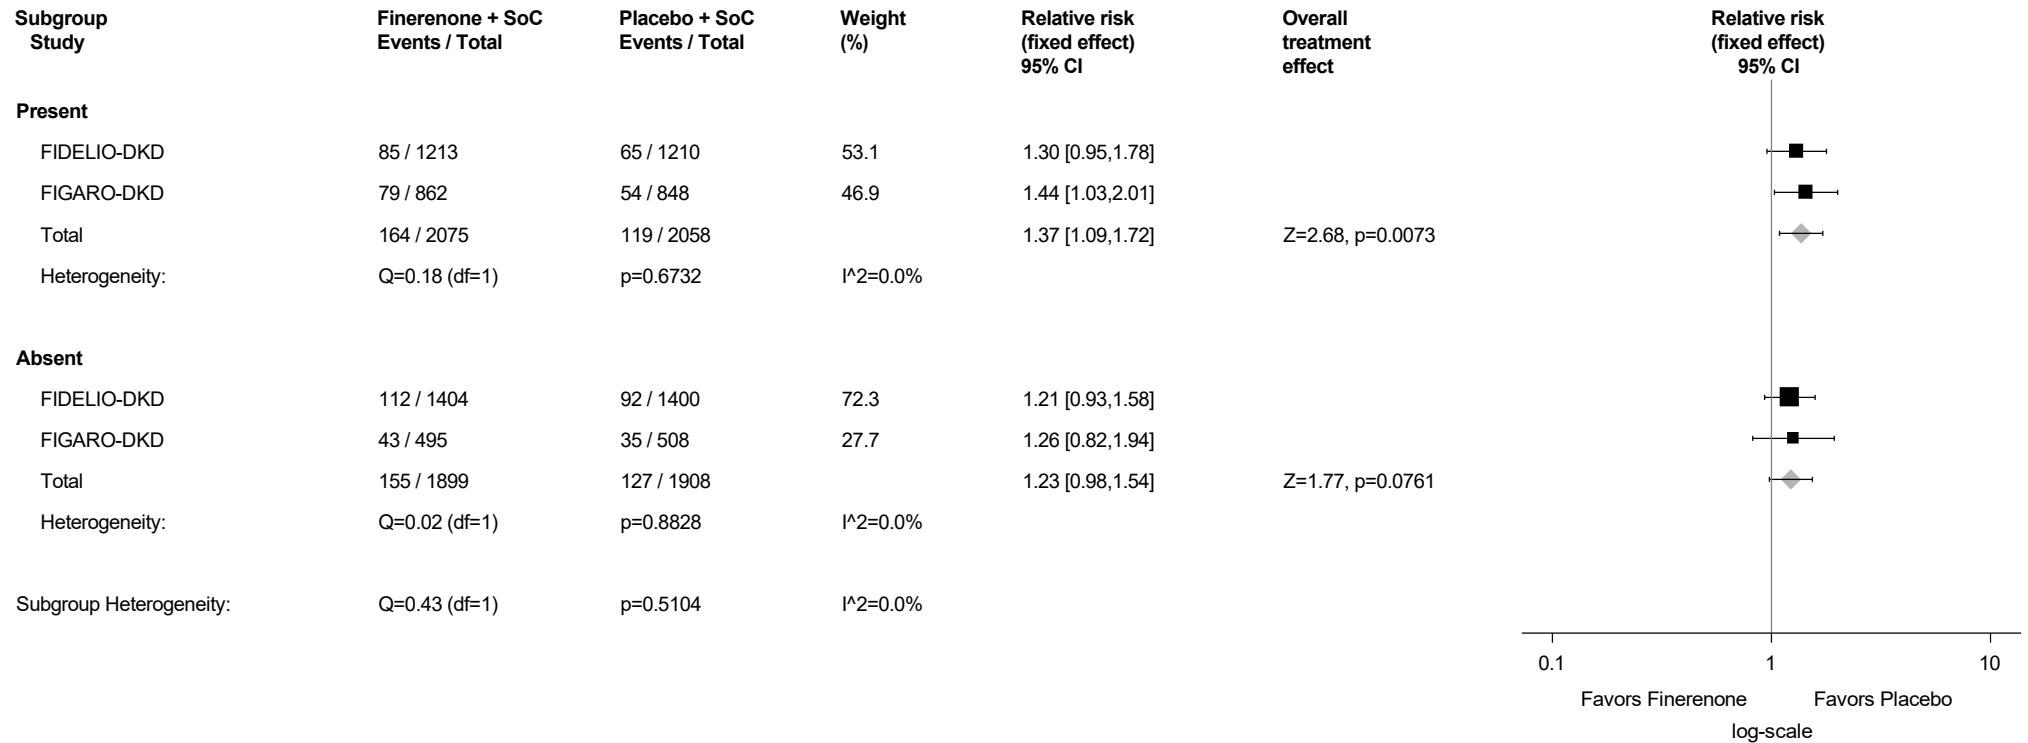 Subgroup Finerenone + SoC Placebo + SoC Weight Relative risk Overall Relative risk
Study Events / Total Events / Total (%) (fixed effect) treatment (fixed effect)
95% CI effect 95% CI
Present
FIDELIO-DKD 85 / 1213 65 / 1210 53.1 1.30 [0.95,1.78]
FIGARO-DKD 79 / 862 54 / 848 46.9 1.44 [1.03,2.01]
Total 164 / 2075 119 / 2058 1.37 [1.09,1.72] Z=2.68, p=0.0073
Heterogeneity: Q=0.18 (df=1) p=0.6732 I^2=0.0%
Absent
FIDELIO-DKD 112 / 1404 92 / 1400 72.3 1.21 [0.93,1.58]
FIGARO-DKD 43 / 495 35 / 508 27.7 1.26 [0.82,1.94]
Total 155 / 1899 127 / 1908 1.23 [0.98,1.54] Z=1.77, p=0.0761
Heterogeneity: Q=0.02 (df=1) p=0.8828 I^2=0.0%
Subgroup Heterogeneity: Q=0.43 (df=1) p=0.5104 I^2=0.0%
0.1 1 10
Favors Finerenone Favors Placebo
log-scale